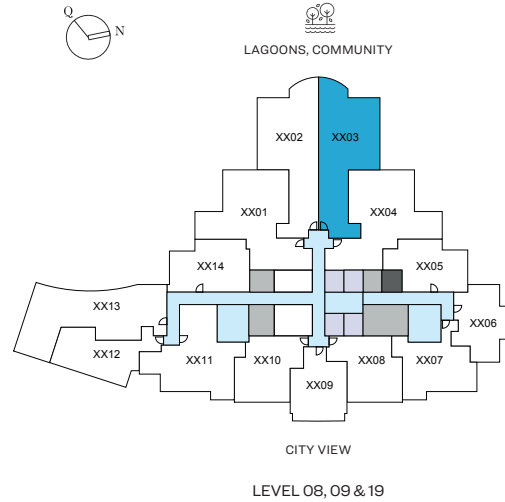 Q
N
LAGOONS, COMMUNITY
XX02
XX03
XX01
XX04
XX14
XX05
XX13
XX06
XX12
XX11
XX10
XX08
XX07
XX09
CITY VIEW
LEVEL 08, 09 & 19